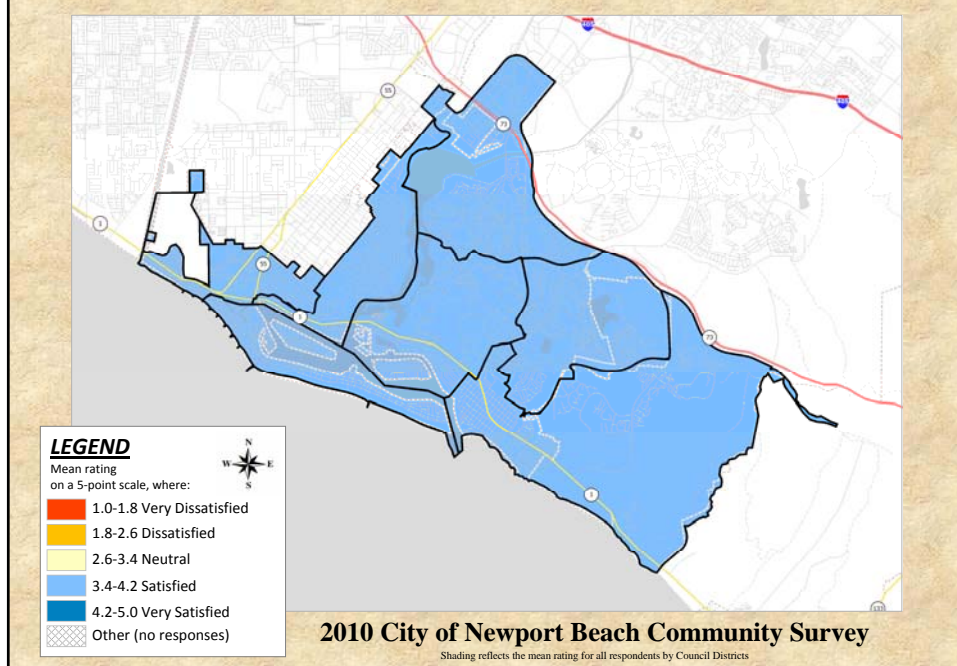 405
55
73
405
1
55
1
73
1
133
LEGEND
N
W E
S
Mean rating
on a 5-point scale, where:
1.0-1.8 Very Dissatisfied
1.8-2.6 Dissatisfied
2.6-3.4 Neutral
3.4-4.2 Satisfied
4.2-5.0 Very Satisfied
Other (no responses)
2010 City of Newport Beach Community Survey
Shading reflects the mean rating for all respondents by Council Districts